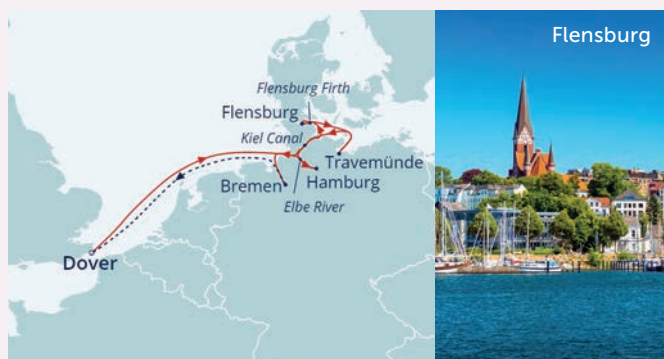 Flensburg Firth
Flensburg
Kiel Canal
Travemünde
Bremen
Hamburg
Elbe River
Dover
Flensburg